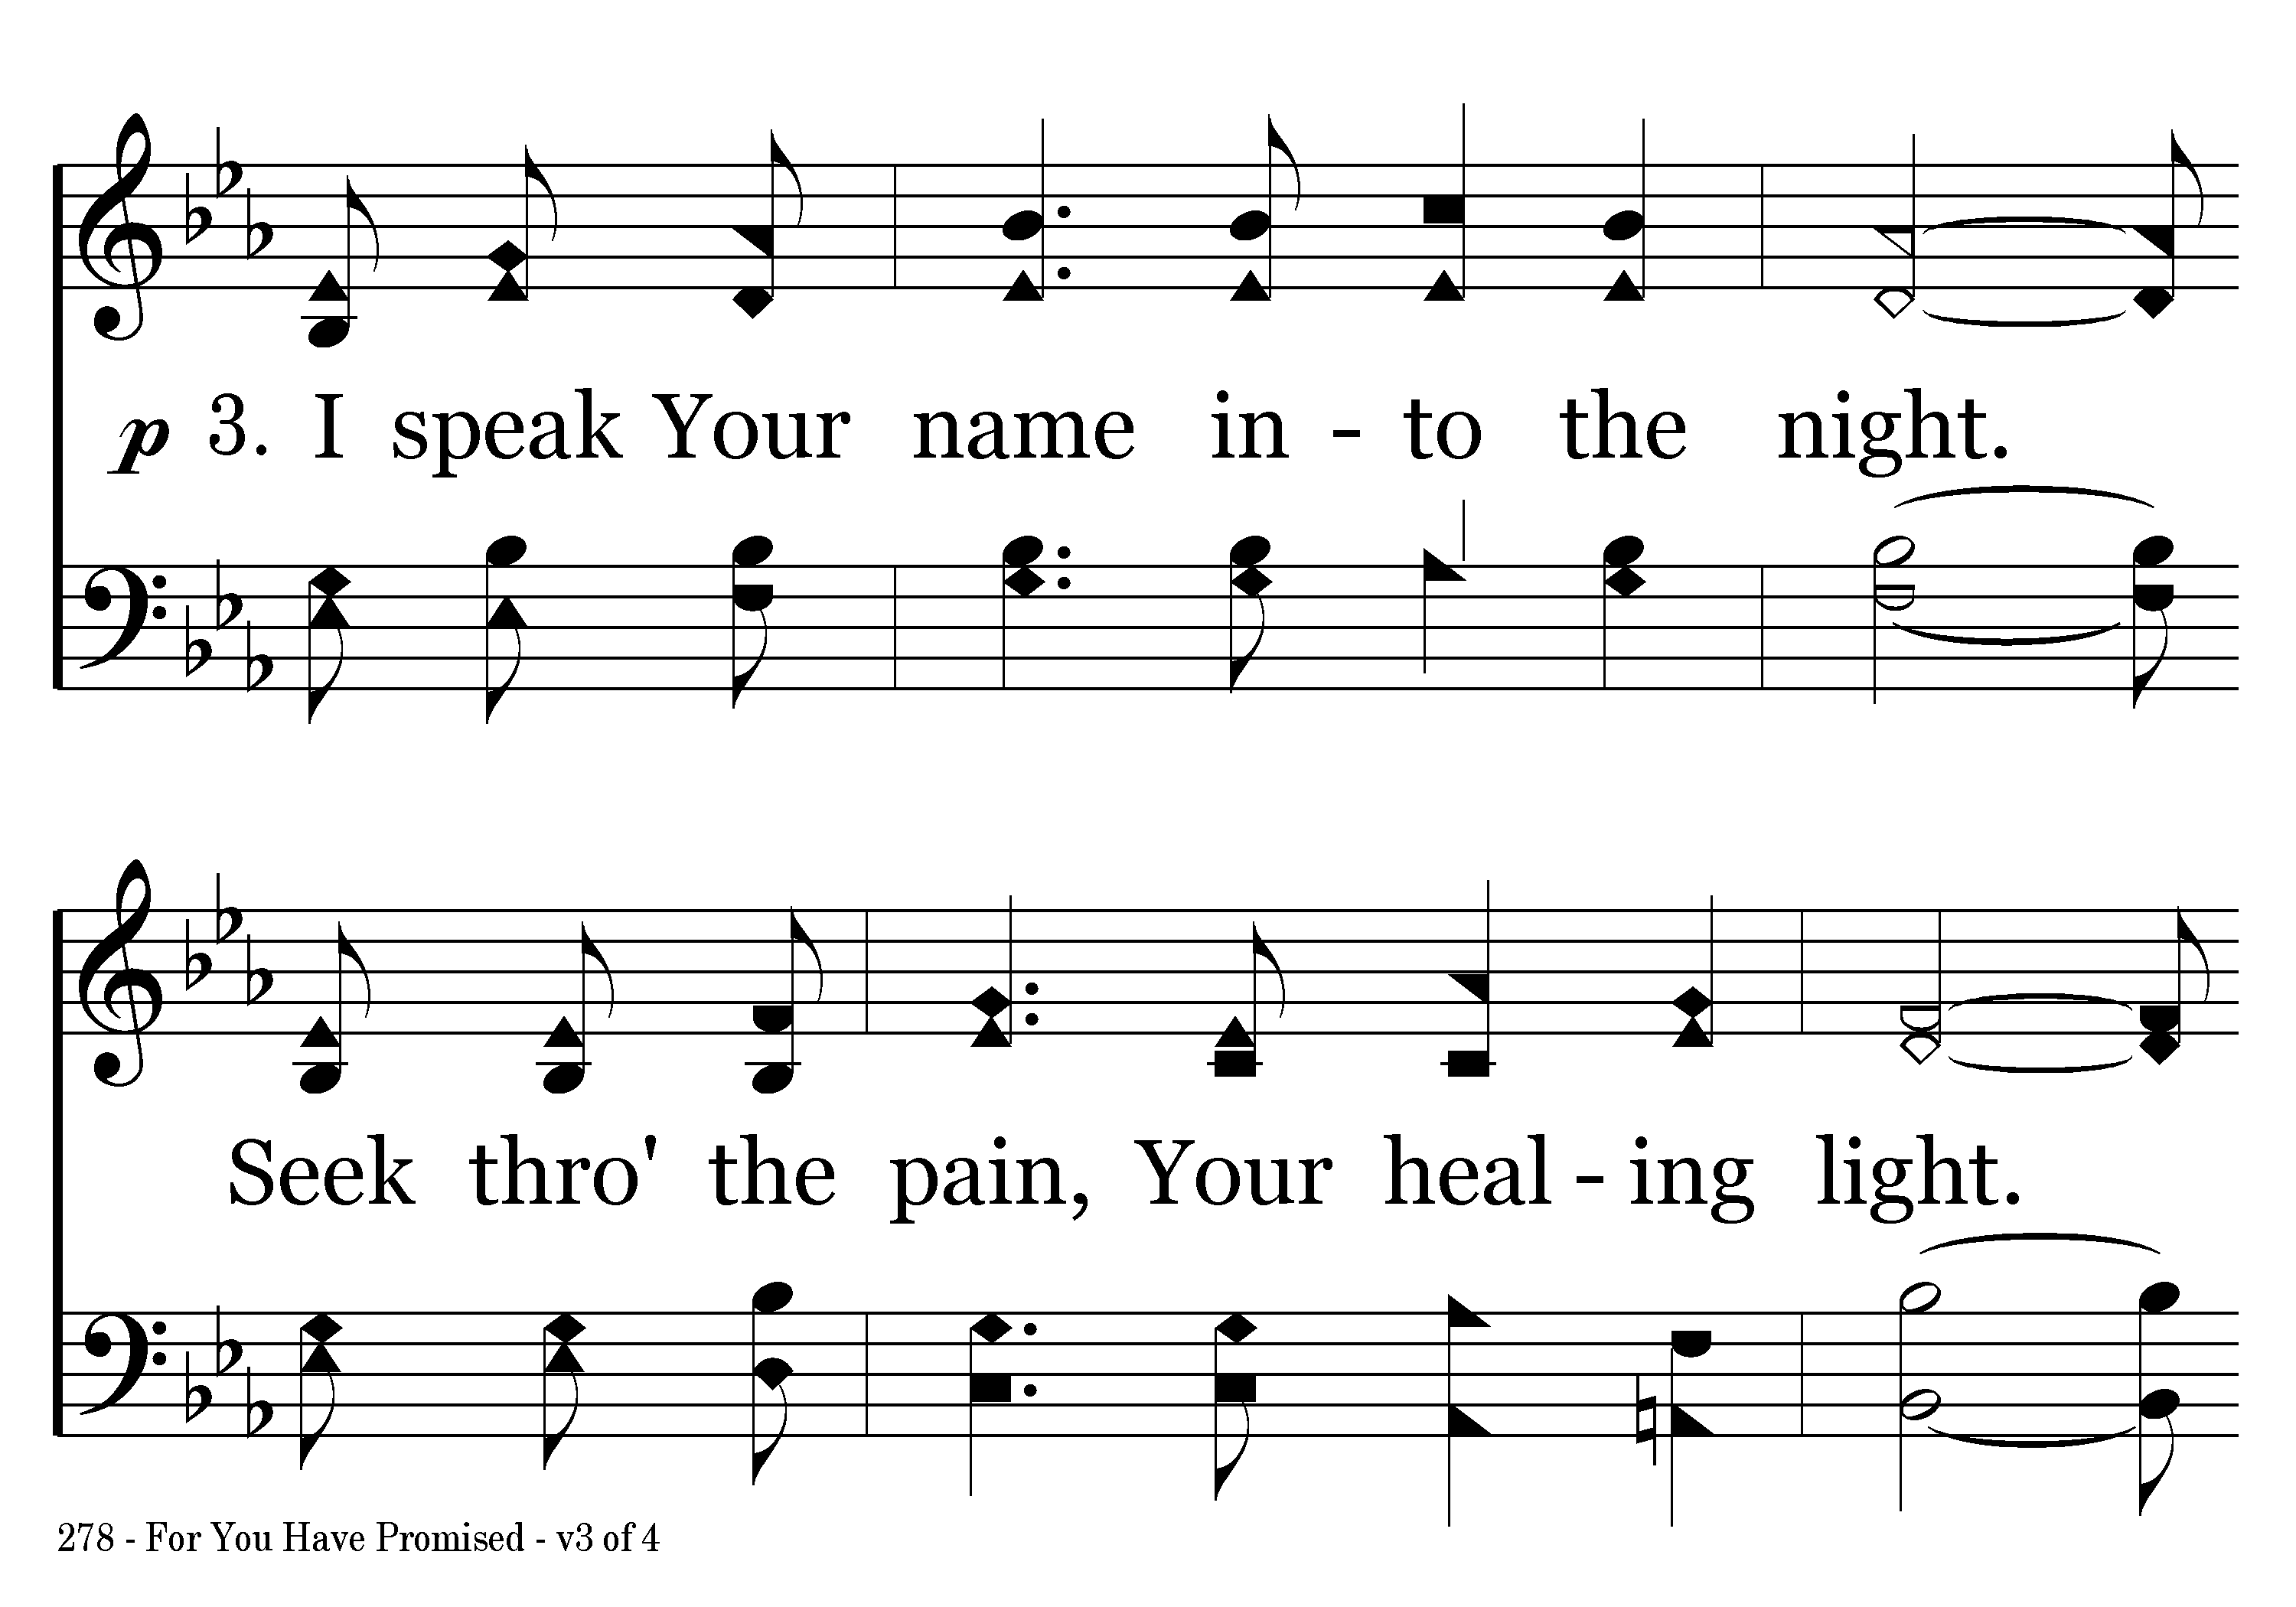 p 3. I speak Your name in - to the night.
Seek thro' the pain, Your heal - ing light.
278 - For You Have Promised - v3 of 4